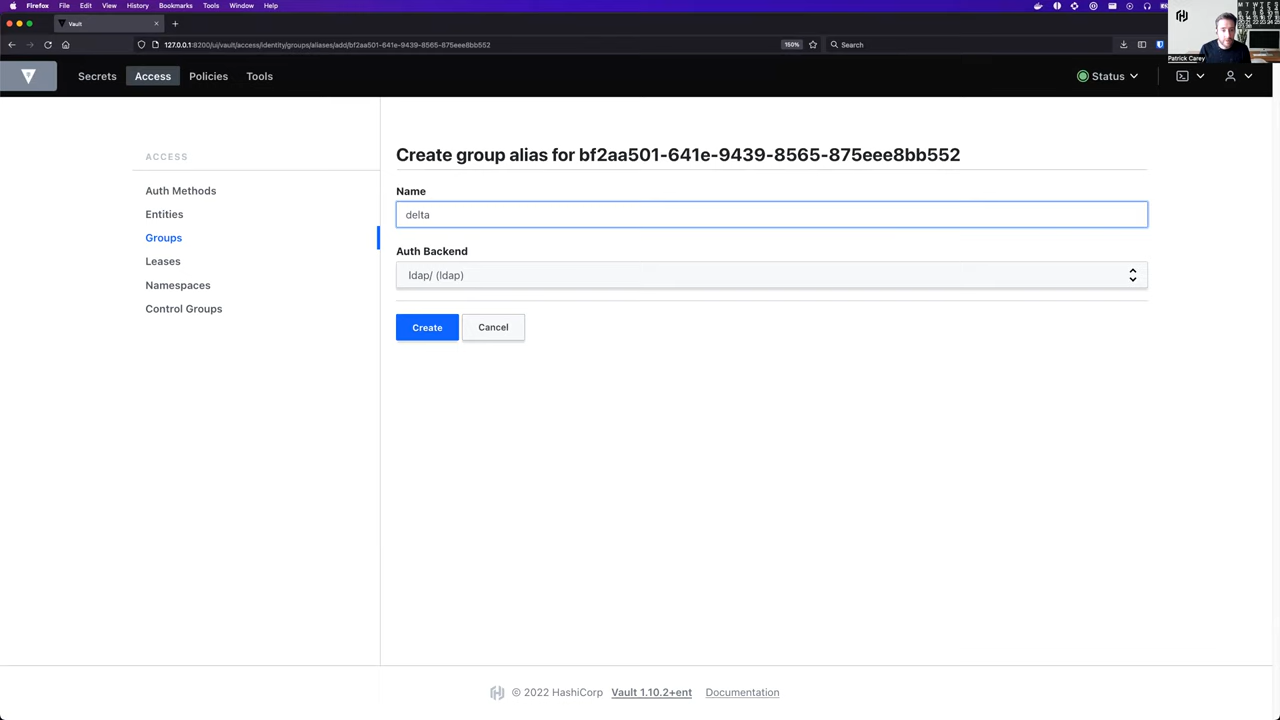 Firefox File Edit View History Bookmarks Tools Window Help
Vault
127.0.0.1:8200/ui/vault/access/identity/groups/aliases/add/bf2aa501-641e-9439-8565-875eee8bb552
150%
Search
Patrick Carey
Secrets Access Policies Tools
Status
ACCESS
Auth Methods
Entities
Groups
Leases
Namespaces
Control Groups
Create group alias for bf2aa501-641e-9439-8565-875eee8bb552
Name
delta
Auth Backend
ldap/ (ldap)
Create Cancel
© 2022 HashiCorp Vault 1.10.2+ent Documentation